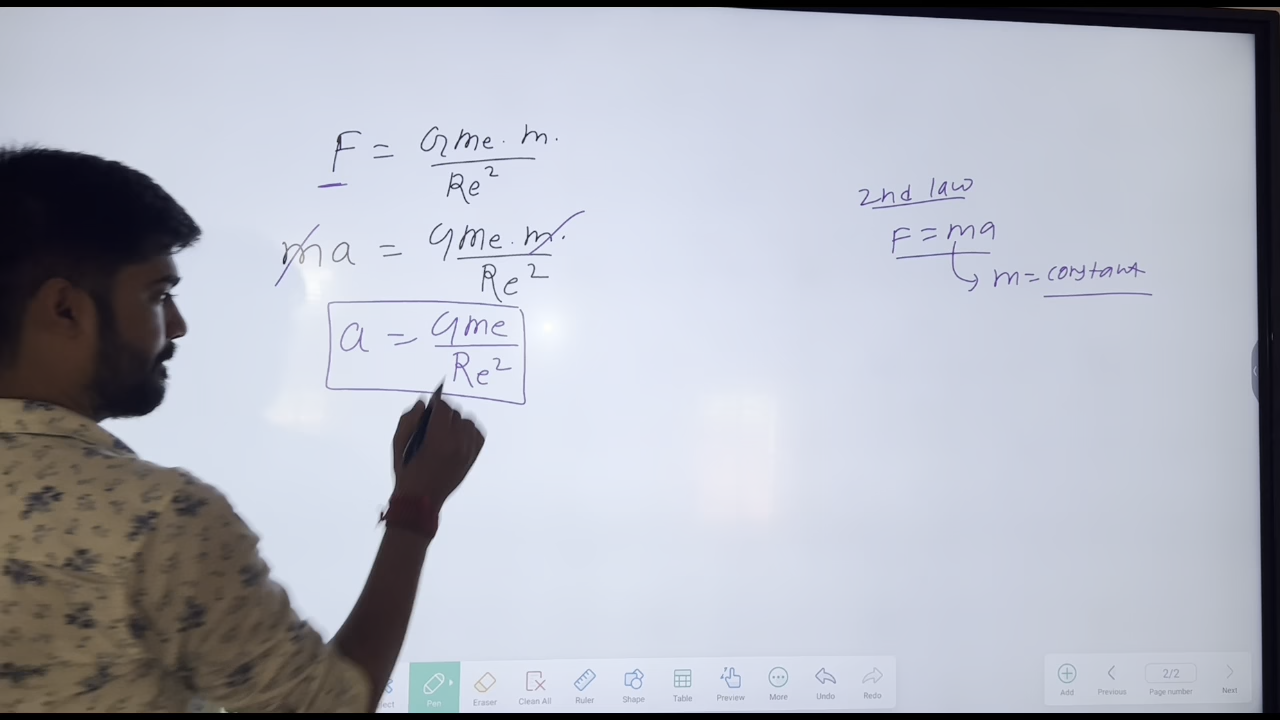 F = Gme. m.
Re²
ma = Gme. m.
Re²
a = Gme
Re²
2nd law
F = ma
m = constant
Pen
Eraser
Clean All
Ruler
Shape
Table
Preview
More
Undo
Redo
Add
Previous
2/2
Page number
Next